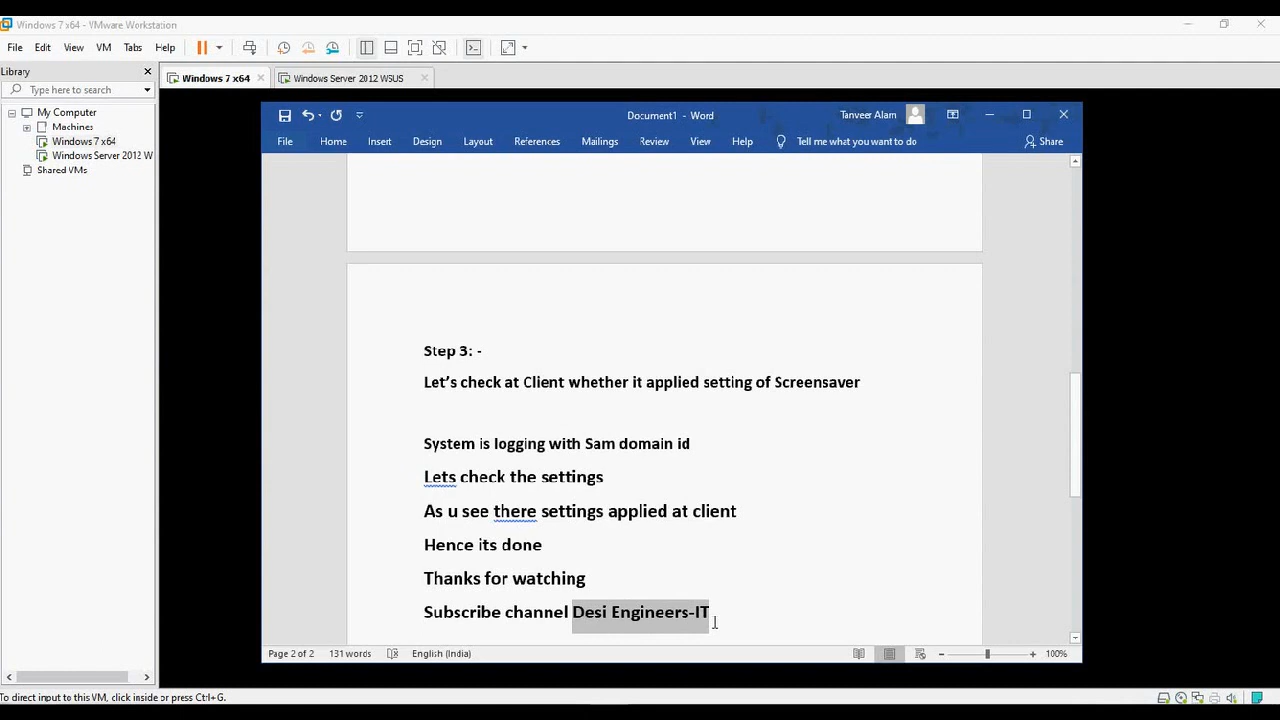 Windows 7 x64 - VMware Workstation
File Edit View VM Tabs Help
Library
Type here to search
My Computer
Machines
Windows 7 x64
Windows Server 2012 W
Shared VMs
Windows 7 x64
Windows Server 2012 WSUS
Document1 - Word
Tanveer Alam
File Home Insert Design Layout References Mailings Review View Help Tell me what you want to do Share
Step 3: -
Let's check at Client whether it applied setting of Screensaver
System is logging with Sam domain id
Lets check the settings
As u see there settings applied at client
Hence its done
Thanks for watching
Subscribe channel Desi Engineers-IT
Page 2 of 2 131 words English (India) 100%
To direct input to this VM, click inside or press Ctrl+G.